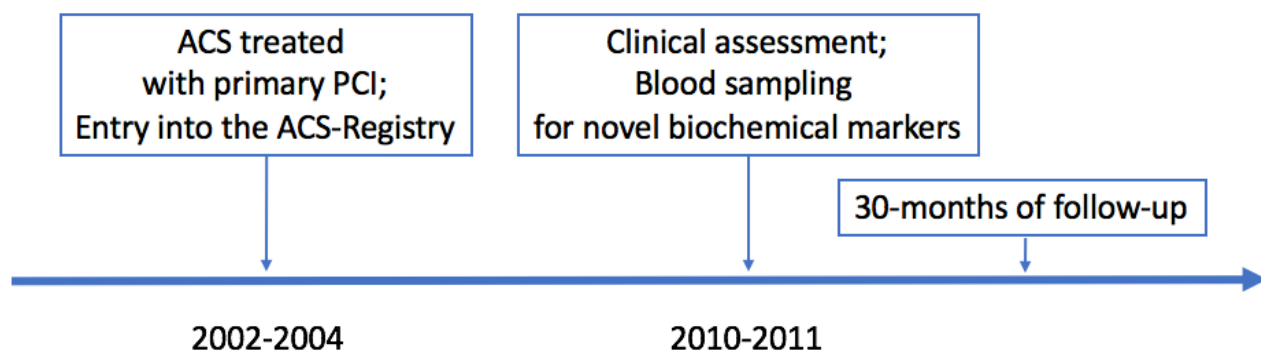 ACS treated
with primary PCI;
Entry into the ACS-Registry
Clinical assessment;
Blood sampling
for novel biochemical markers
30-months of follow-up
2002-2004
2010-2011